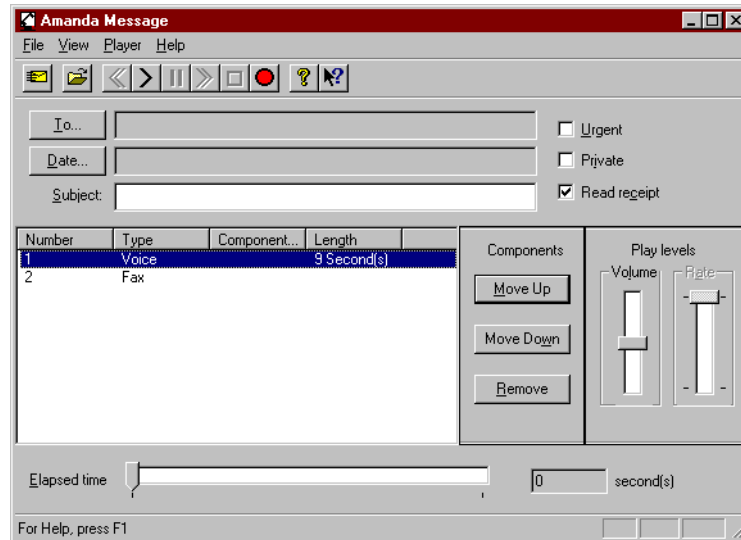 Amanda Message
File View Player Help
To...
Urgent
Date...
Private
Subject:
Read receipt
Number Type Component... Length
1 Voice 9 Second(s)
2 Fax
Components
Move Up
Move Down
Remove
Play levels
Volume
Rate
Elapsed time
0
second(s)
For Help, press F1